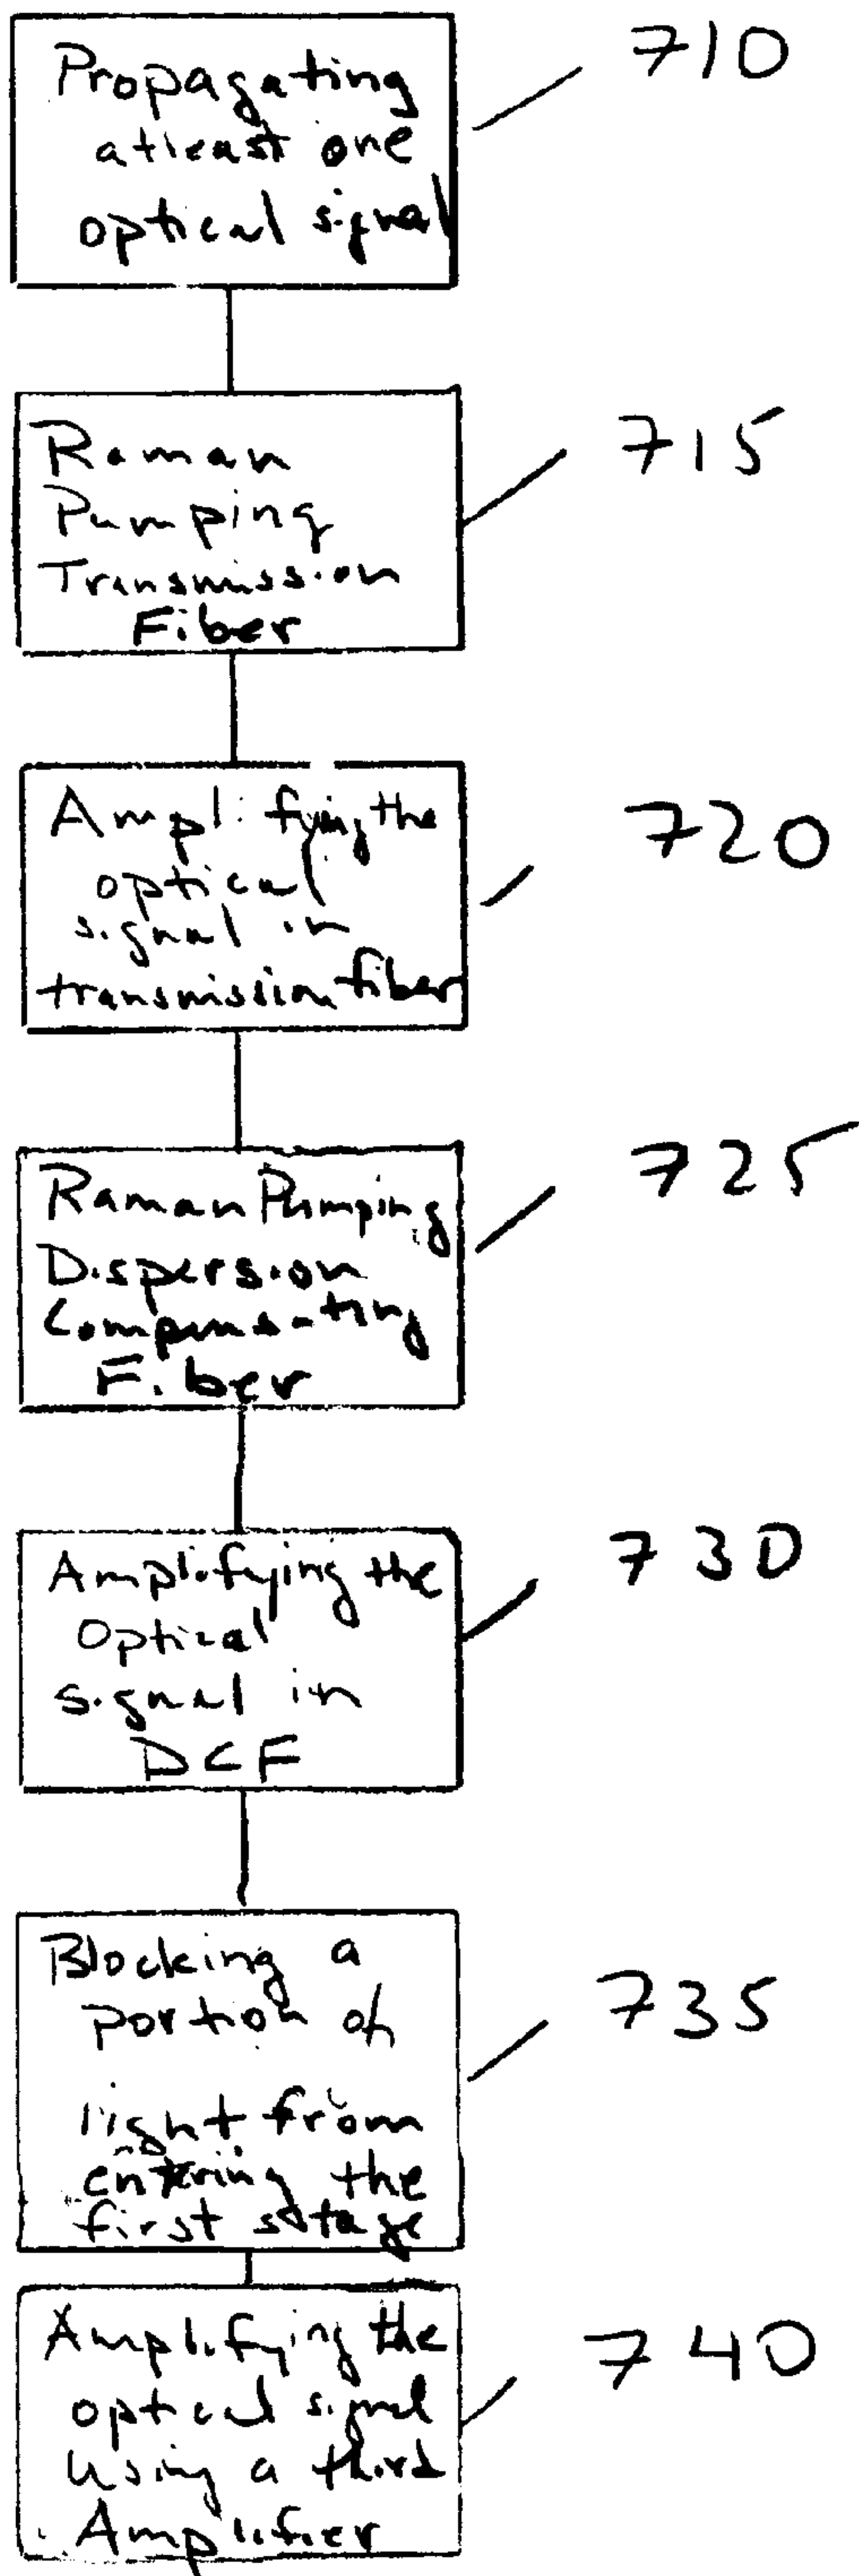 Propagating
710
atleast one
optical signal
Raman
715
Pumping
Transmission
Fiber
Amplifying the
720
optical
signal in
transmission fiber
Raman Pumping
725
Dispersion
Compensating
Fiber
Amplifying the
730
Optical
signal in
DCF
Blocking a
portion of
735
light from
entering the
first stage
Amplifying the
740
optical signal
using a third
Amplifier